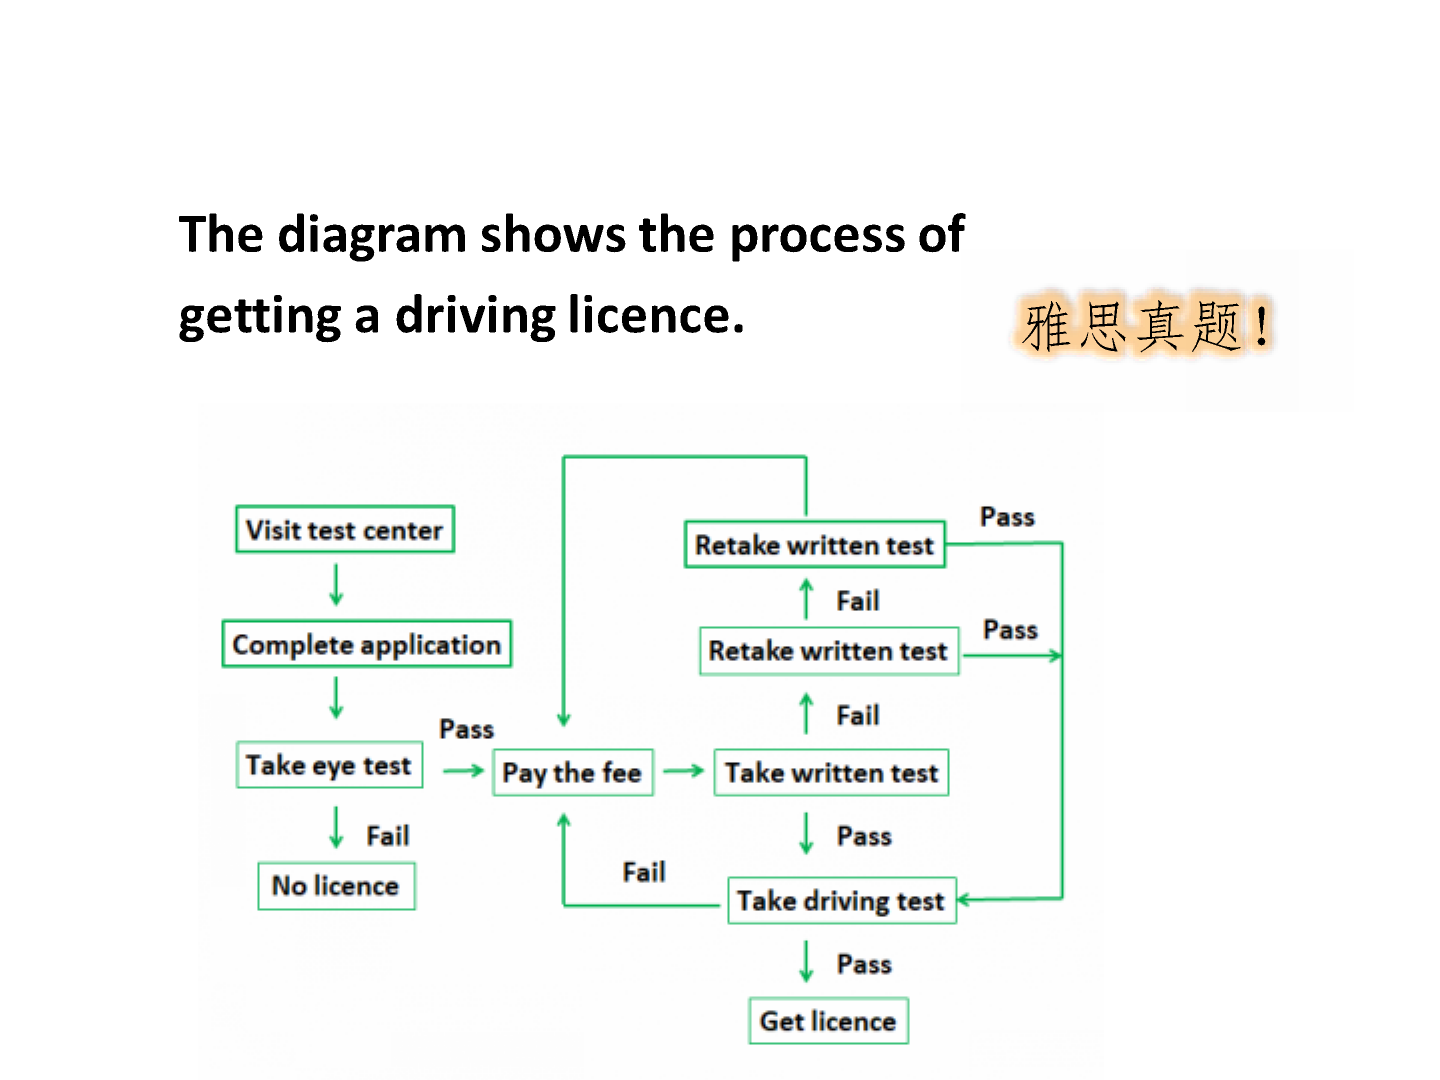 The diagram shows the process of
getting a driving licence.
雅思真题!
Visit test center
Complete application
Take eye test
Fail
No licence
Pass
Pay the fee
Retake written test
Pass
Fail
Retake written test
Pass
Fail
Take written test
Pass
Fail
Take driving test
Pass
Get licence